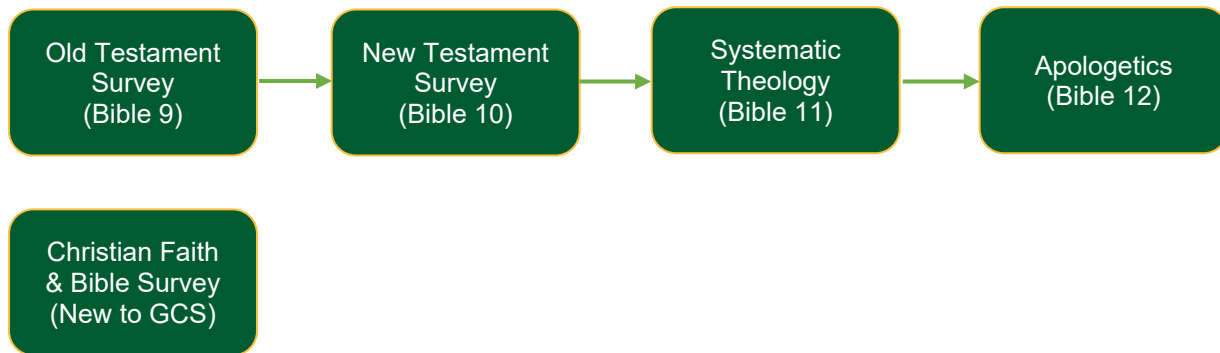 Old Testament
Survey
(Bible 9)
New Testament
Survey
(Bible 10)
Systematic
Theology
(Bible 11)
Apologetics
(Bible 12)
Christian Faith
& Bible Survey
(New to GCS)